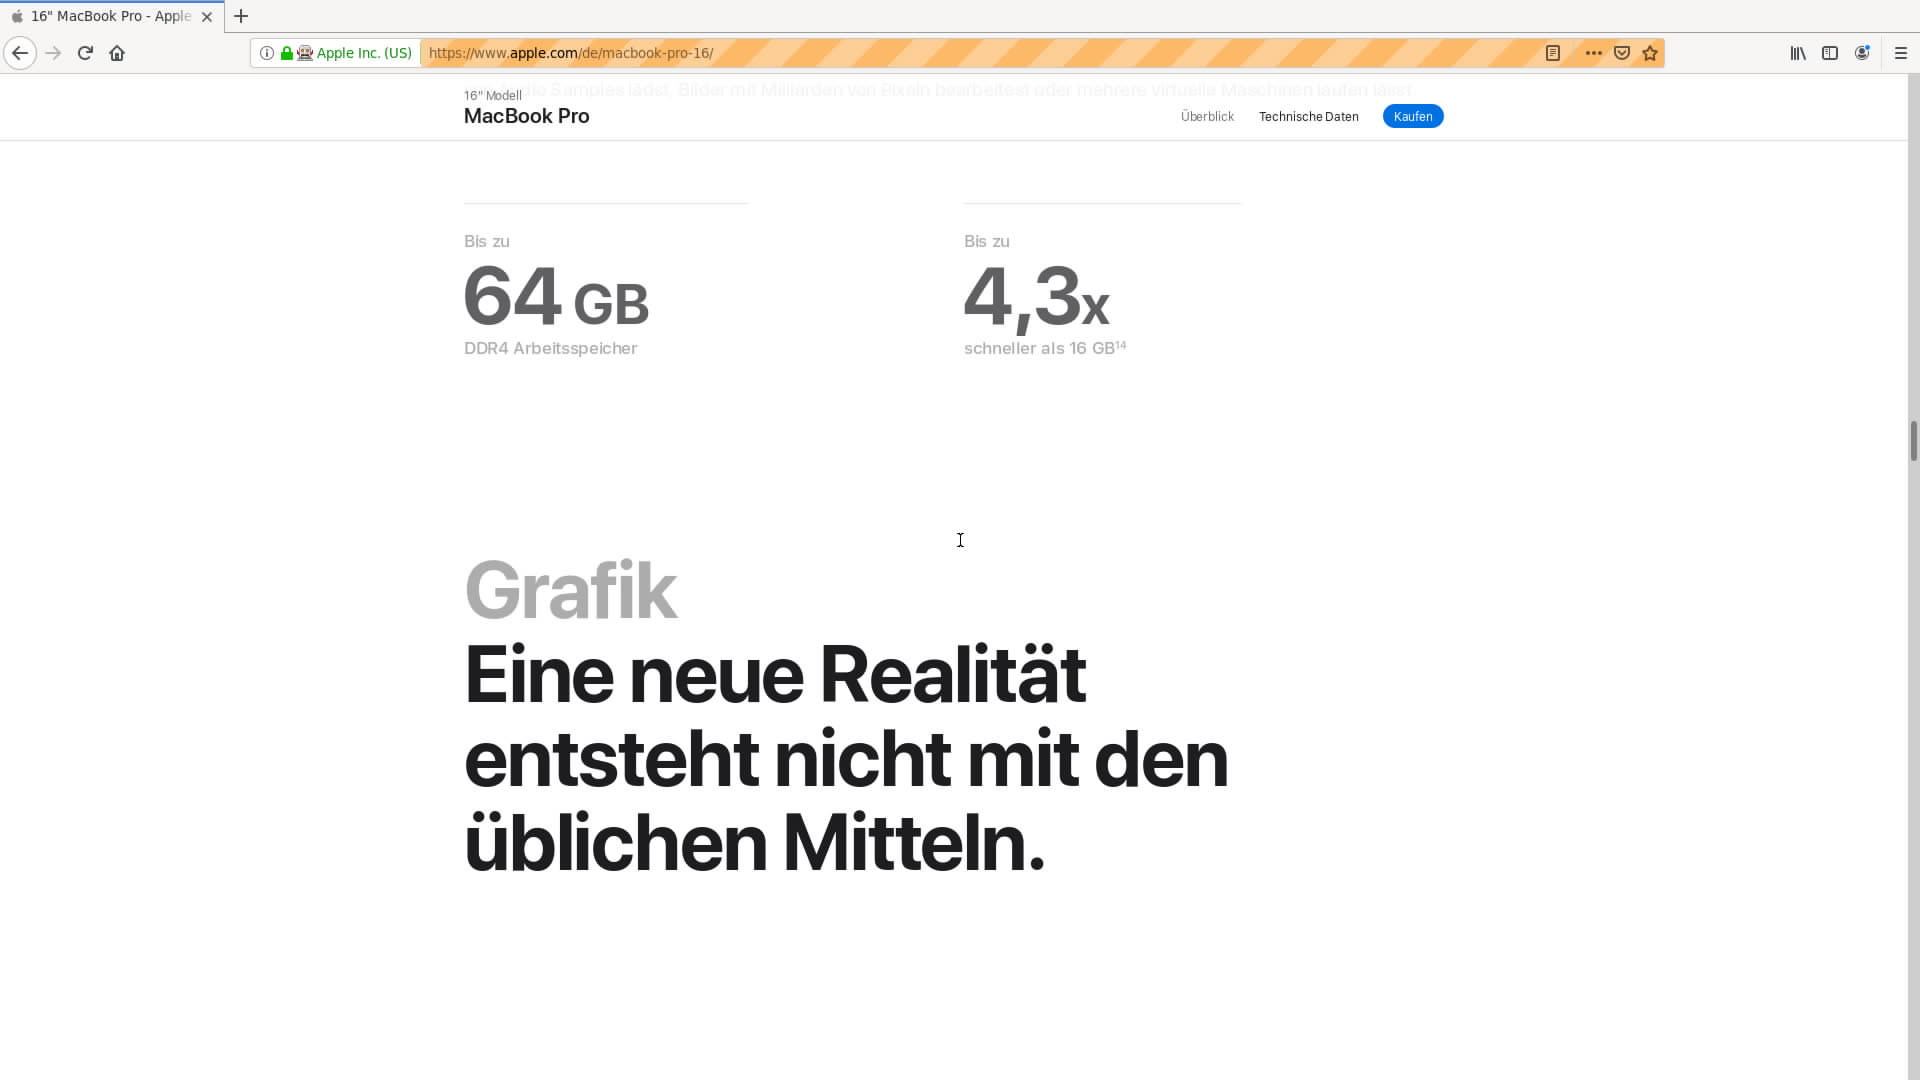 16" MacBook Pro - Apple
Apple Inc. (US)
https://www.apple.com/de/macbook-pro-16/
Samples lädst, Bilder mit Milliarden von Pixeln bearbeitest oder mehrere virtuelle Maschinen laufen lässt.
16" Modell
MacBook Pro
Überblick
Technische Daten
Kaufen
Bis zu
64 GB
DDR4 Arbeitsspeicher
Bis zu
4,3x
schneller als 16 GB¹⁴
Grafik
Eine neue Realität
entsteht nicht mit den
üblichen Mitteln.